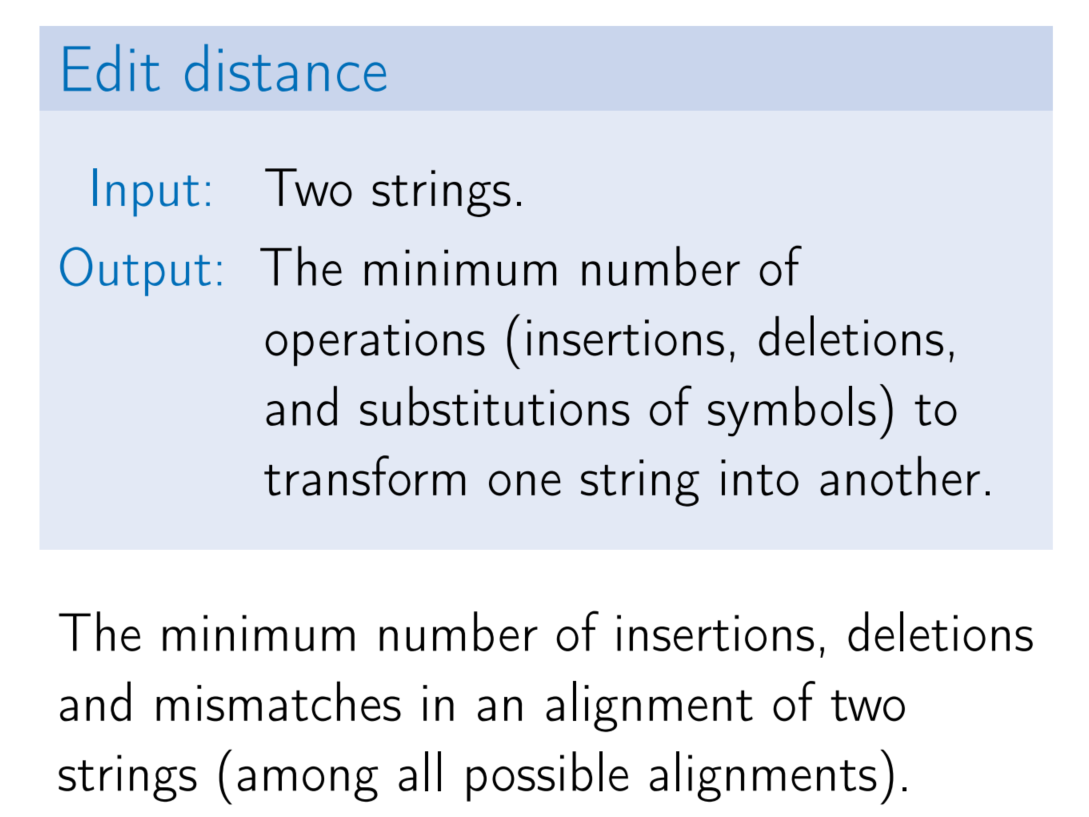 Edit distance
Input: Two strings.
Output: The minimum number of
operations (insertions, deletions,
and substitutions of symbols) to
transform one string into another.
The minimum number of insertions, deletions
and mismatches in an alignment of two
strings (among all possible alignments).